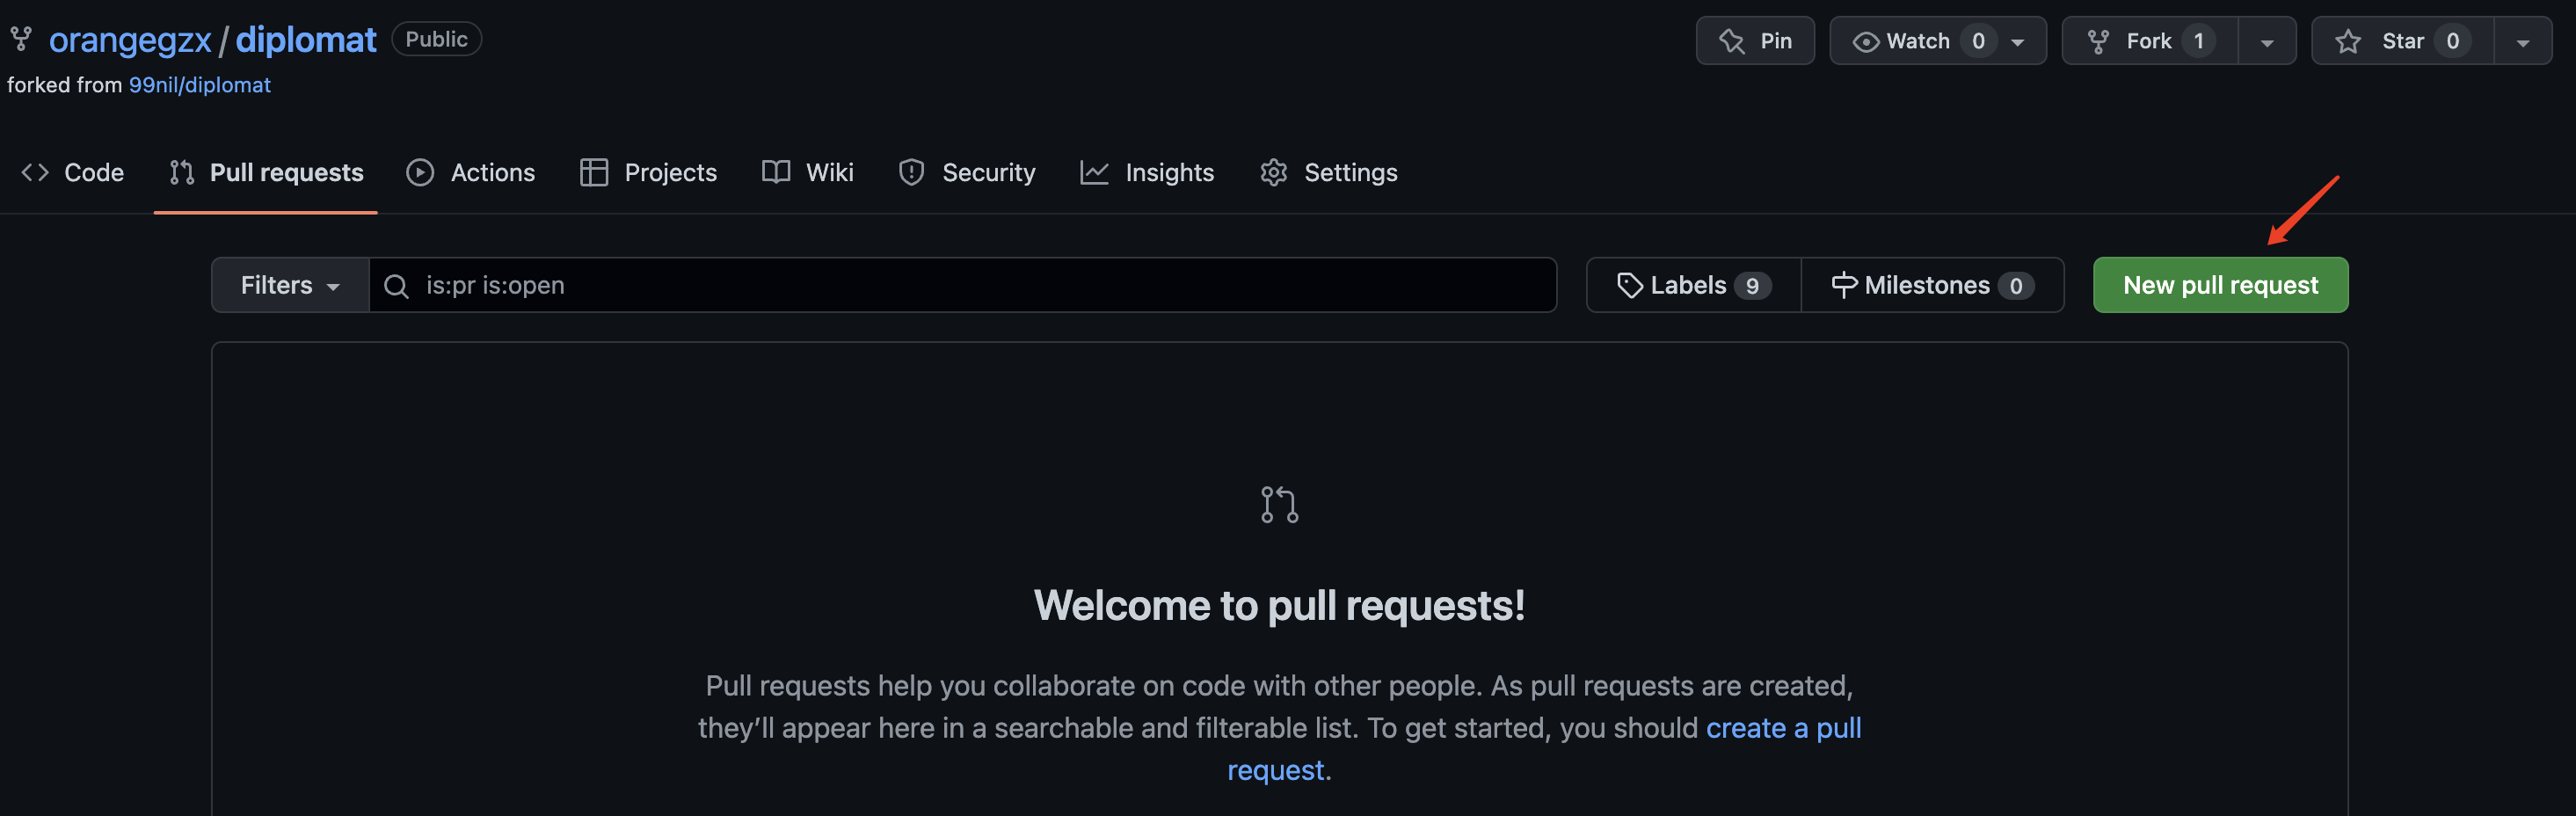 orangegzx / diplomat Public
Pin Watch 0 Fork 1 Star 0
forked from 99nil/diplomat
Code Pull requests Actions Projects Wiki Security Insights Settings
Filters is:pr is:open Labels 9 Milestones 0 New pull request
Welcome to pull requests!
Pull requests help you collaborate on code with other people. As pull requests are created,
they’ll appear here in a searchable and filterable list. To get started, you should create a pull
request.